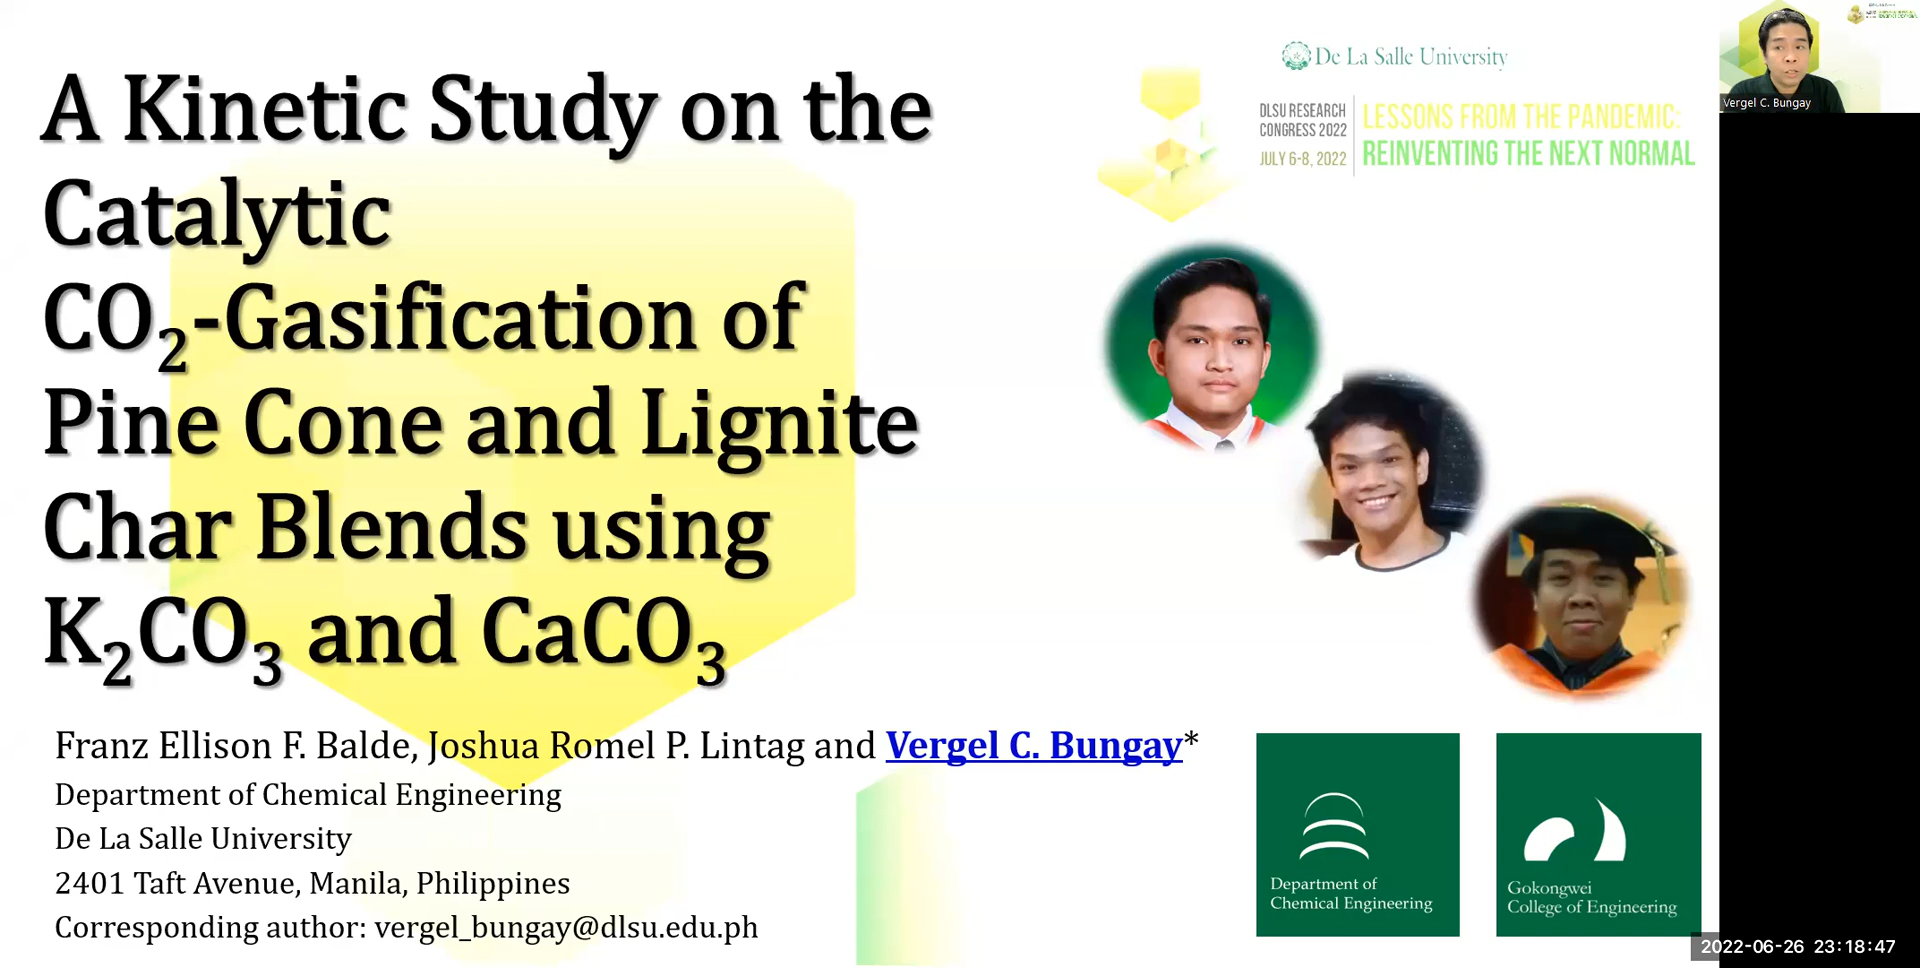 A Kinetic Study on the
Catalytic
CO₂-Gasification of
Pine Cone and Lignite
Char Blends using
K₂CO₃ and CaCO₃
Franz Ellison F. Balde, Joshua Romel P. Lintag and Vergel C. Bungay*
Department of Chemical Engineering
De La Salle University
2401 Taft Avenue, Manila, Philippines
Corresponding author: vergel_bungay@dlsu.edu.ph
De La Salle University
DLSU RESEARCH
CONGRESS 2022
JULY 6-8, 2022
LESSONS FROM THE PANDEMIC:
REINVENTING THE NEXT NORMAL
Department of
Chemical Engineering
Gokongwei
College of Engineering
Vergel C. Bungay
2022-06-26 23:18:47